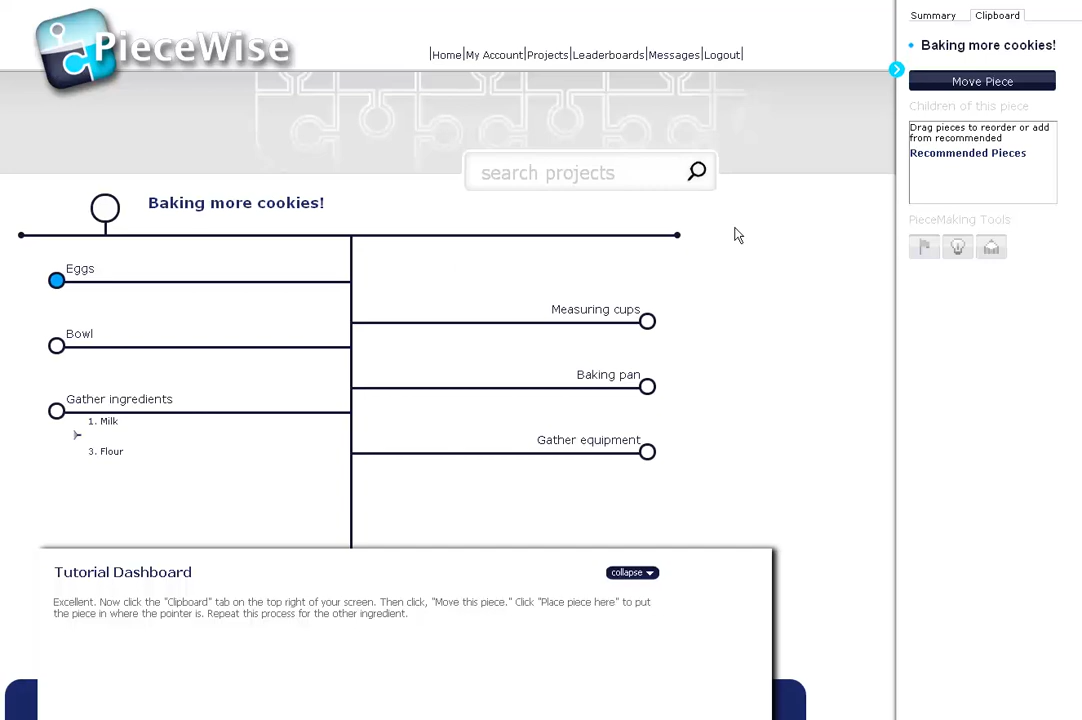 PieceWise
|Home|My Account|Projects|Leaderboards|Messages|Logout|
search projects
Baking more cookies!
Eggs
Measuring cups
Bowl
Baking pan
Gather ingredients
1. Milk
3. Flour
Gather equipment
Tutorial Dashboard
collapse
Excellent. Now click the "Clipboard" tab on the top right of your screen. Then click, "Move this piece." Click "Place piece here" to put
the piece in where the pointer is. Repeat this process for the other ingredient.
Summary
Clipboard
Baking more cookies!
Move Piece
Children of this piece
Drag pieces to reorder or add
from recommended
Recommended Pieces
PieceMaking Tools